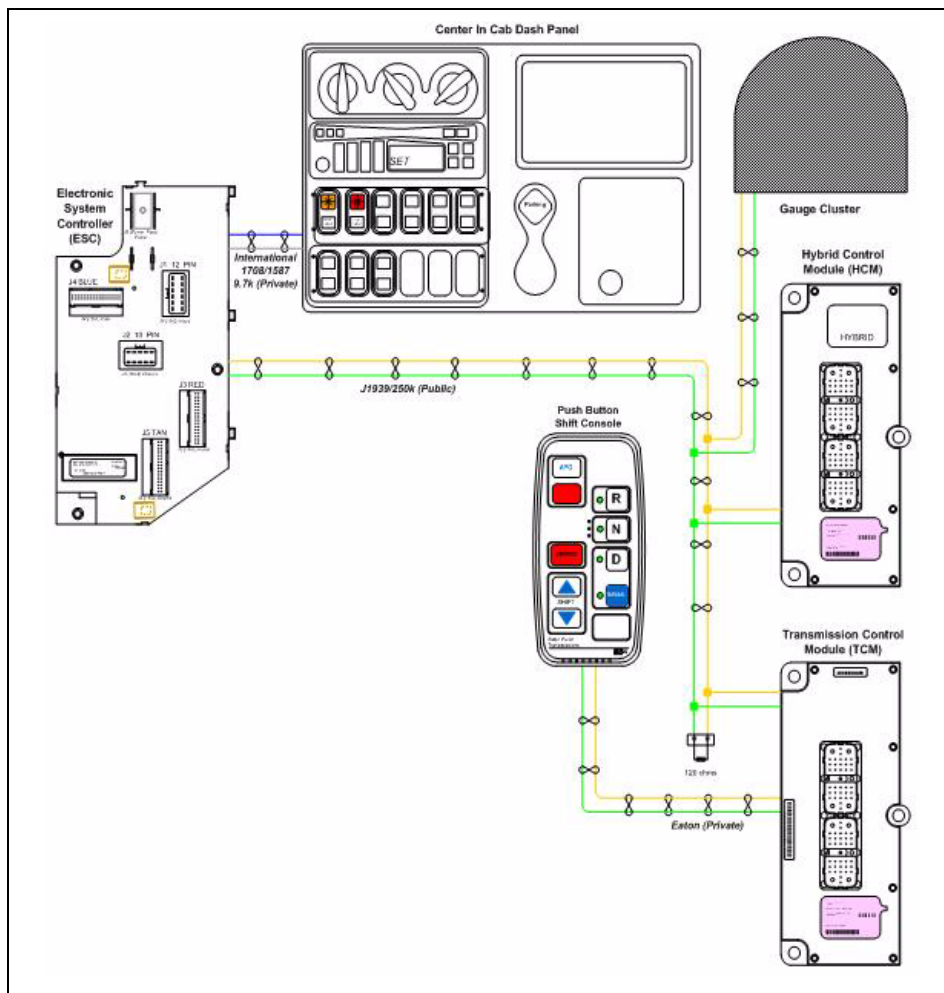 Center In Cab Dash Panel
SET
Parking
Gauge Cluster
Electronic
System
Controller
(ESC)
J1 12 PIN
J4 BLUE
J2 10 PIN
J3 RED
J5 TAN
International
1708/1587
9.7k (Private)
J1939/250k (Public)
Hybrid Control
Module (HCM)
HYBRID
Push Button
Shift Console
R
N
D
SHIFT
Transmission Control
Module (TCM)
120 ohms
Eaton (Private)